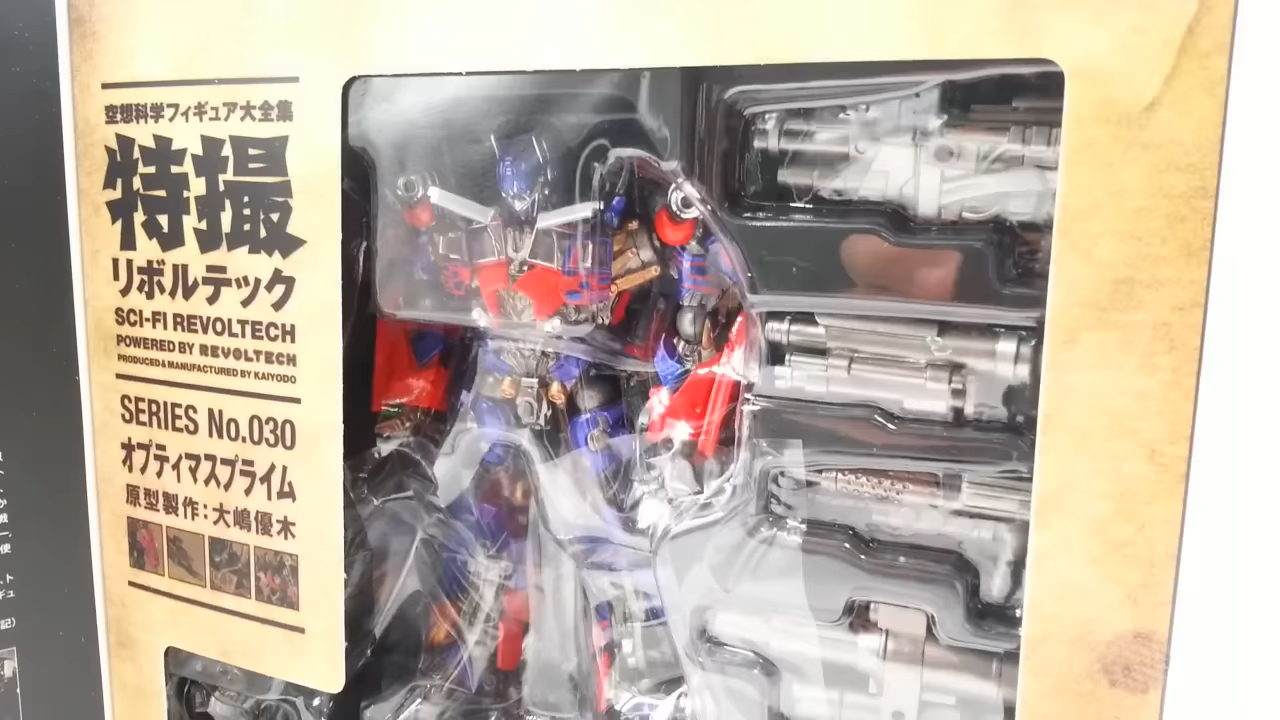 空想科学フィギュア大全集
特撮
リボルテック
SCI-FI REVOLTECH
POWERED BY REVOLTECH
PRODUCED & MANUFACTURED BY KAIYODO
SERIES No.030
オプティマスプライム
原型製作：大嶋優木